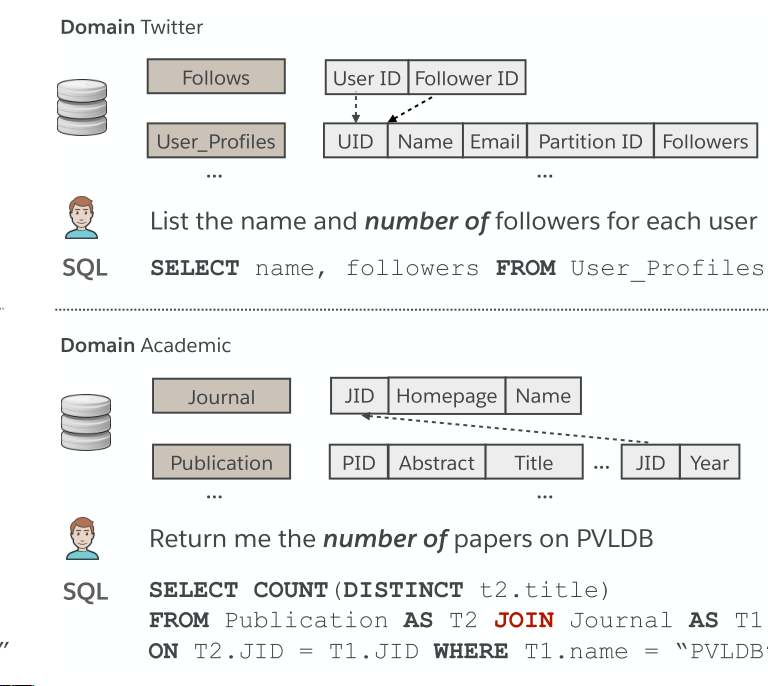 Domain Twitter
Follows User ID Follower ID
User_Profiles UID Name Email Partition ID Followers
... ...
List the name and number of followers for each user
SQL SELECT name, followers FROM User_Profiles
Domain Academic
Journal JID Homepage Name
Publication PID Abstract Title ... JID Year
... ...
Return me the number of papers on PVLDB
SQL SELECT COUNT(DISTINCT t2.title)
FROM Publication AS T2 JOIN Journal AS T1
” ON T2.JID = T1.JID WHERE T1.name = “PVLDB”